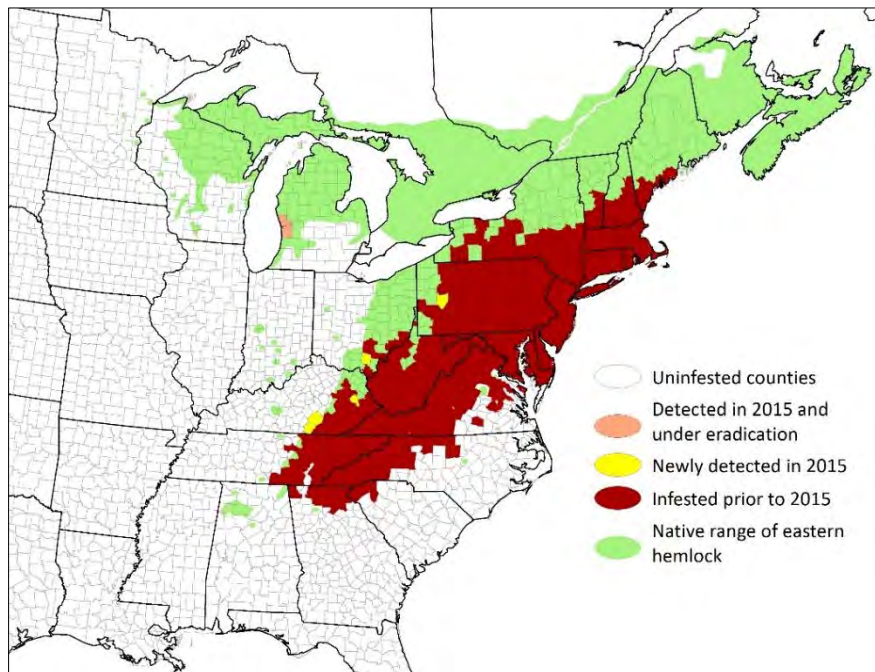 Uninfested counties
Detected in 2015 and
under eradication
Newly detected in 2015
Infested prior to 2015
Native range of eastern
hemlock